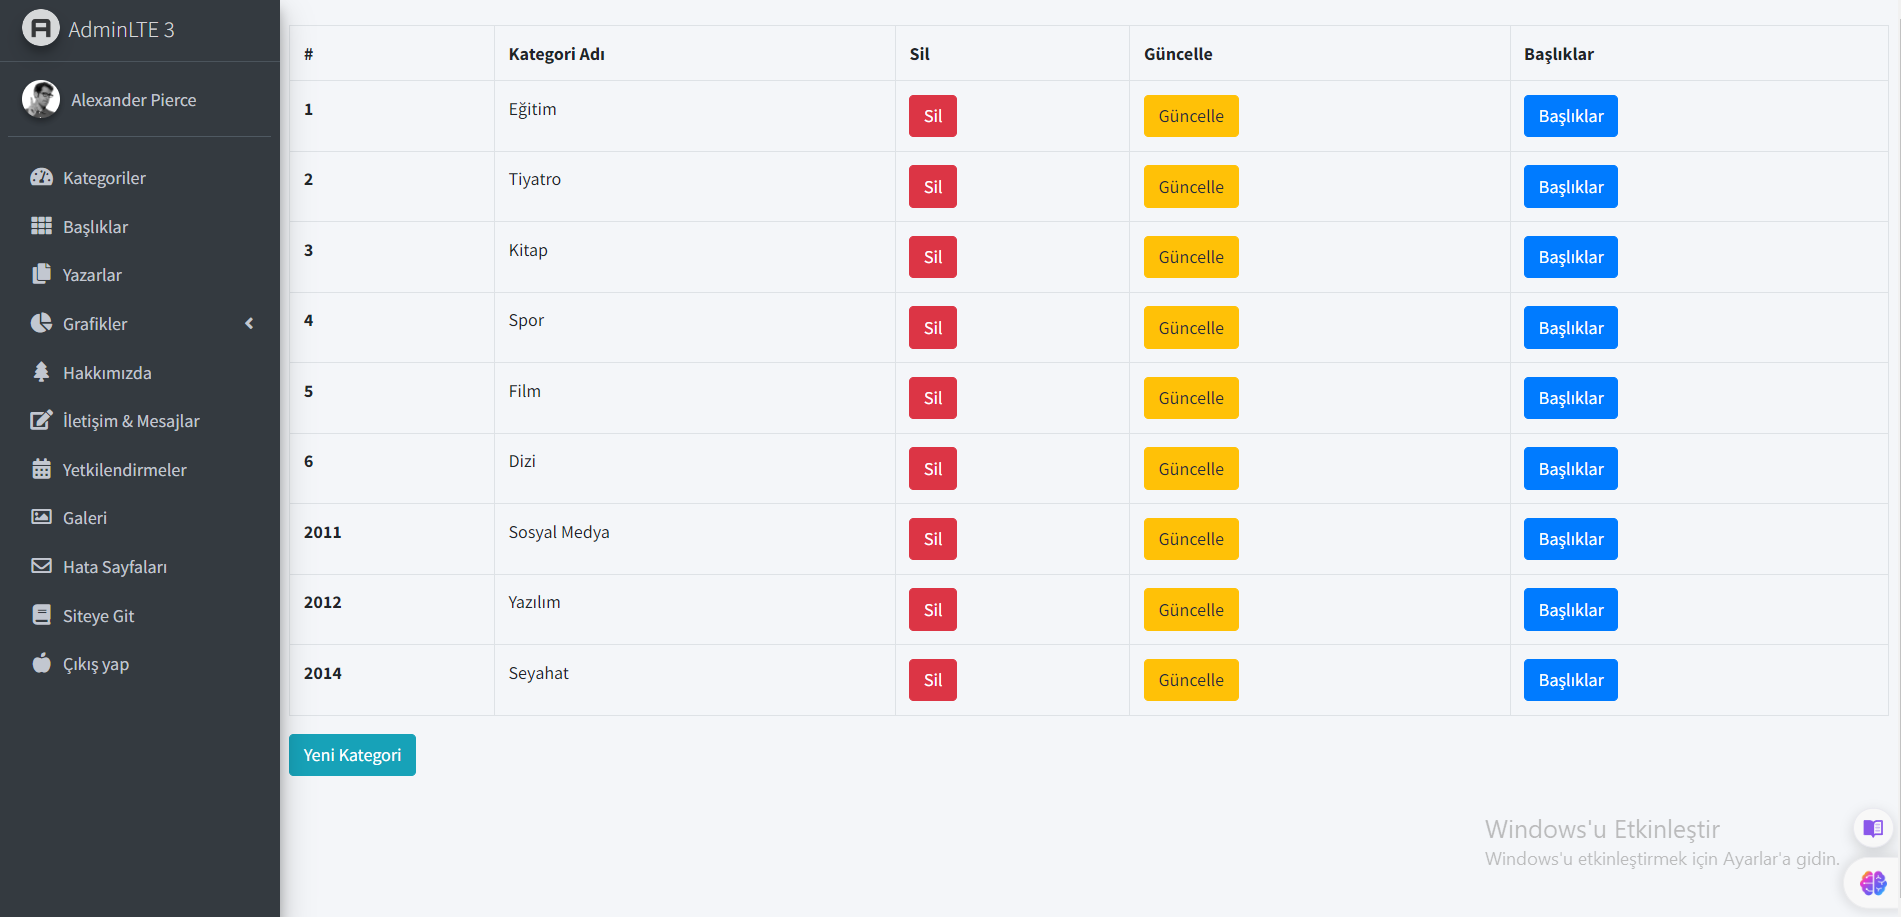 AdminLTE 3
Alexander Pierce
Kategoriler
Başlıklar
Yazarlar
Grafikler
Hakkımızda
İletişim & Mesajlar
Yetkilendirmeler
Galeri
Hata Sayfaları
Siteye Git
Çıkış yap
# Kategori Adı Sil Güncelle Başlıklar
1 Eğitim Sil Güncelle Başlıklar
2 Tiyatro Sil Güncelle Başlıklar
3 Kitap Sil Güncelle Başlıklar
4 Spor Sil Güncelle Başlıklar
5 Film Sil Güncelle Başlıklar
6 Dizi Sil Güncelle Başlıklar
2011 Sosyal Medya Sil Güncelle Başlıklar
2012 Yazılım Sil Güncelle Başlıklar
2014 Seyahat Sil Güncelle Başlıklar
Yeni Kategori
Windows'u Etkinleştir
Windows'u etkinleştirmek için Ayarlar'a gidin.